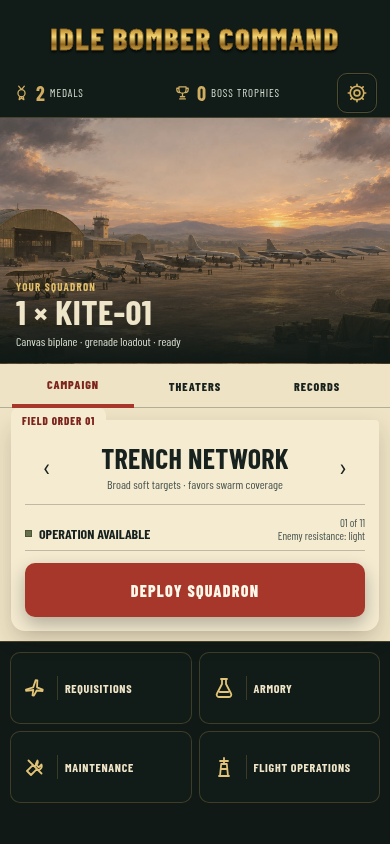 IDLE BOMBER COMMAND
2 MEDALS
0 BOSS TROPHIES
YOUR SQUADRON
1 × KITE-01
Canvas biplane · grenade loadout · ready
CAMPAIGN
THEATERS
RECORDS
FIELD ORDER 01
‹
TRENCH NETWORK
›
Broad soft targets · favors swarm coverage
OPERATION AVAILABLE
01 of 11
Enemy resistance: light
DEPLOY SQUADRON
REQUISITIONS
ARMORY
MAINTENANCE
FLIGHT OPERATIONS